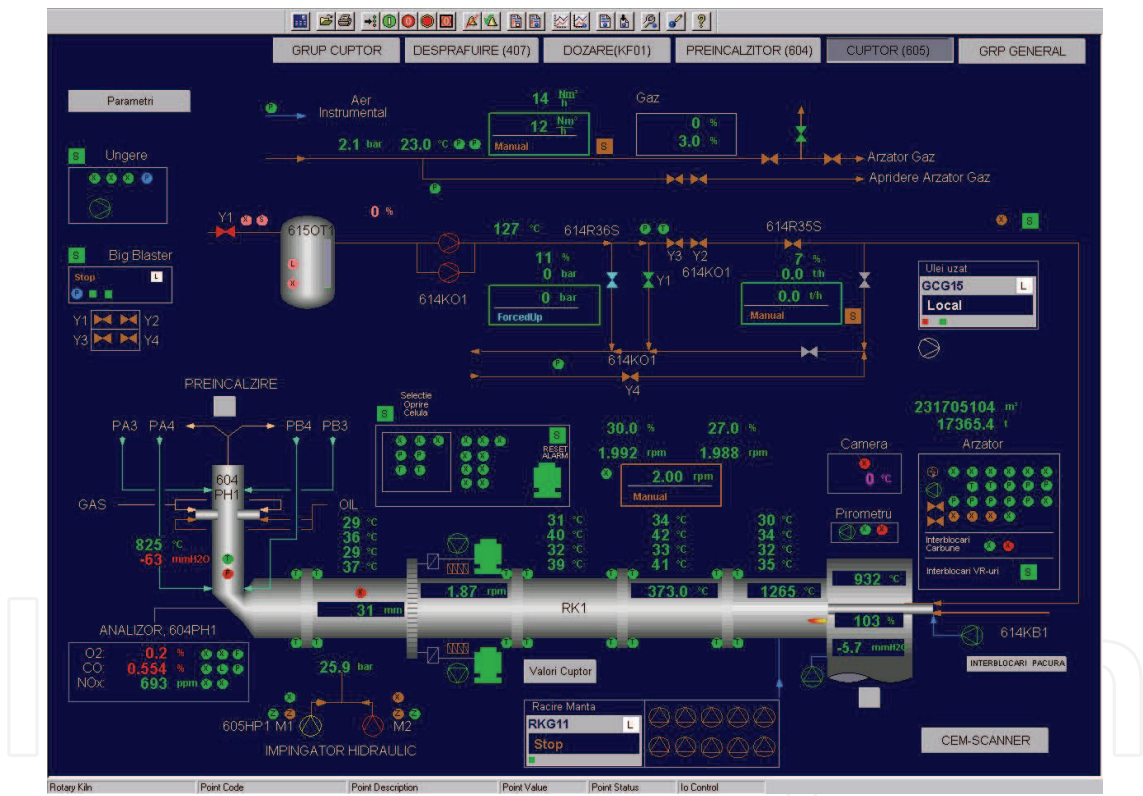 GRUP CUPTOR
DESPRAFUIRE (407)
DOZARE(KF01)
PREINCALZITOR (604)
CUPTOR (605)
GRP GENERAL
Parametri
Aer
Instrumental
14 Nm³/h
12 Nm³/h
Manual
S
Gaz
0 %
3.0 %
2.1 bar 23.0 °C
Arzator Gaz
Apridere Arzator Gaz
S Ungere
Y1
0 %
615OT1
S Big Blaster
Stop L
Y1 Y2
Y3 Y4
614KO1
127 °C
614R36S
11 %
0 bar
0 bar
ForcedUp
Y3 Y2
614KO1
Y1
614R35S
7 %
0.0 t/h
0.0 t/h
Manual
S
S
Ulei uzat
GCG15 L
Local
614KO1
Y4
PREINCALZIRE
PA3 PA4 PB4 PB3
604
PH1
GAS
OIL
825 °C
-63 mmH2O
Selectie
Oprire
Celula
S
S
RESET
ALARM
30.0 % 27.0 %
1.992 rpm 1.988 rpm
2.00 rpm
Manual
231705104 m³
17365.4 t
Camera
0 °C
Pirometru
Arzator
Interblocari
Carbune
Interblocari VR-uri S
29 °C
36 °C
29 °C
37 °C
31 °C
40 °C
32 °C
39 °C
34 °C
42 °C
33 °C
41 °C
30 °C
34 °C
32 °C
35 °C
31 mm
1.87 rpm
RK1
373.0 °C
1265 °C
932 °C
103 %
-5.7 mmH2O
614KB1
INTERBLOCARI PACURA
ANALIZOR, 604PH1
O2: 0.2 %
CO: 0.554 %
NOx: 693 ppm
25.9 bar
605HP1 M1
M2
IMPINGATOR HIDRAULIC
Valori Cuptor
Racire Manta
RKG11 L
Stop
CEM-SCANNER
Rotary Kiln
Point Code
Point Description
Point Value
Point Status
Io Control